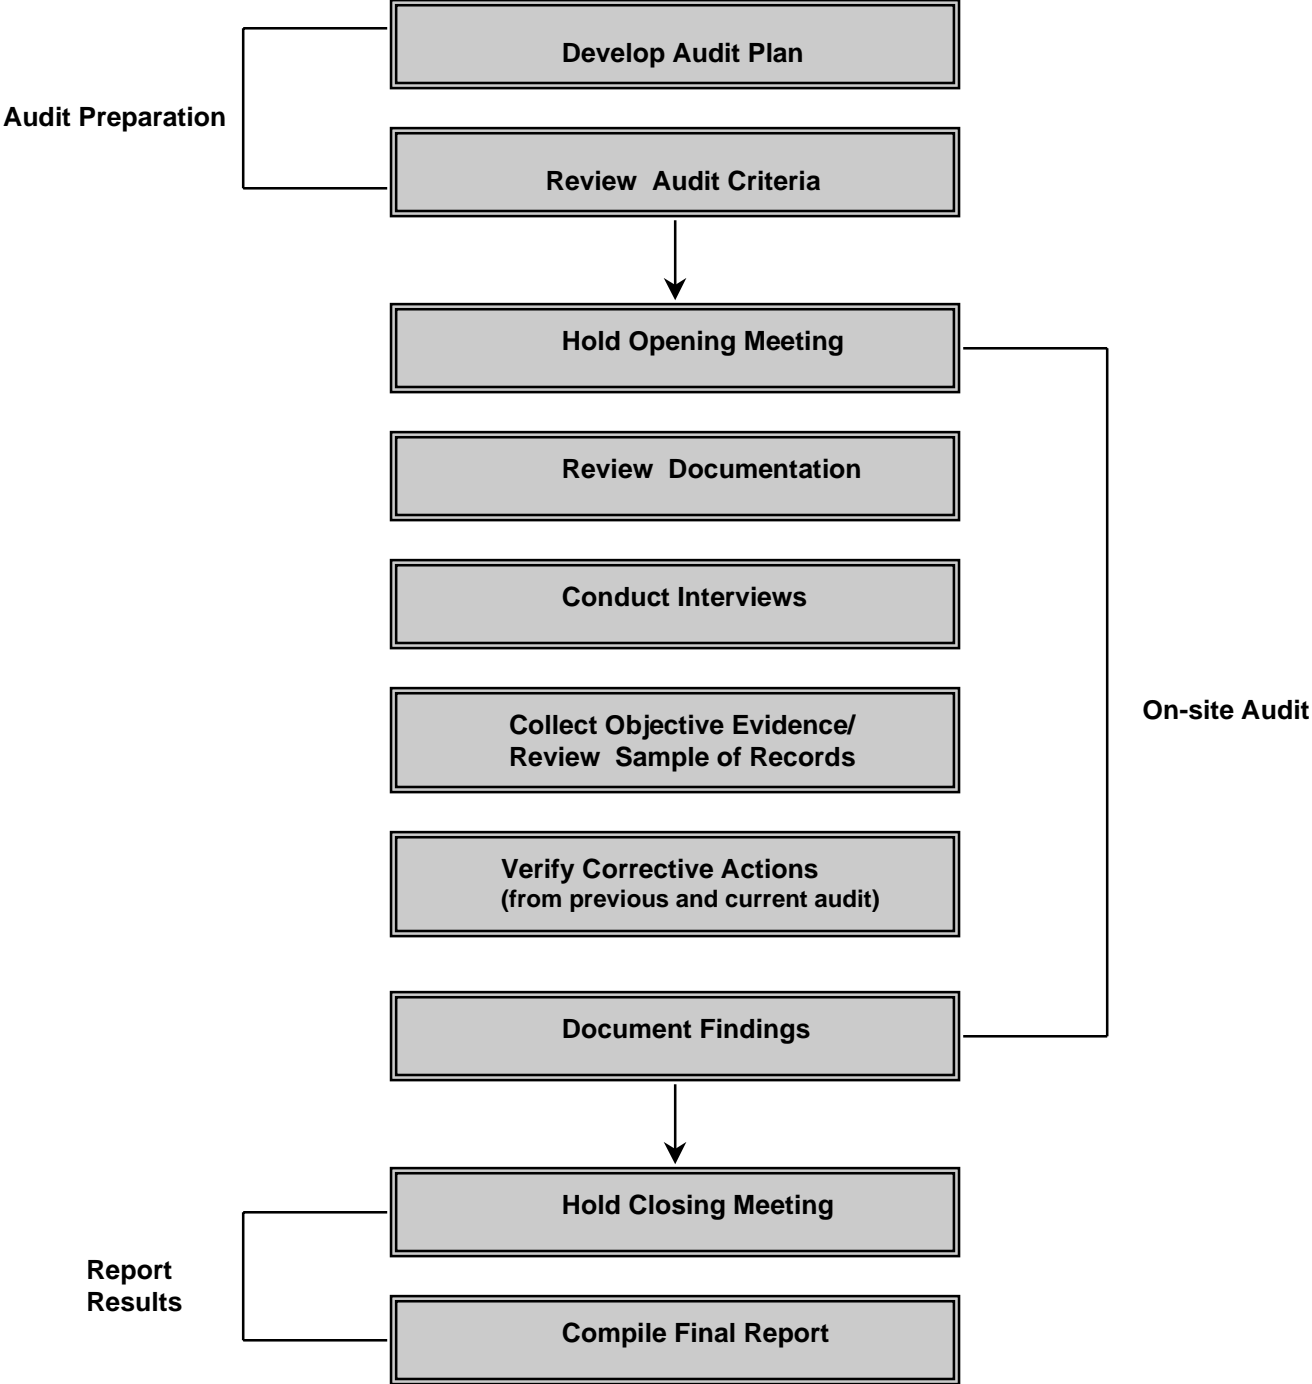 Develop Audit Plan
Audit Preparation
Review Audit Criteria
Hold Opening Meeting
Review Documentation
Conduct Interviews
Collect Objective Evidence/
Review Sample of Records
On-site Audit
Verify Corrective Actions
(from previous and current audit)
Document Findings
Hold Closing Meeting
Report
Results
Compile Final Report